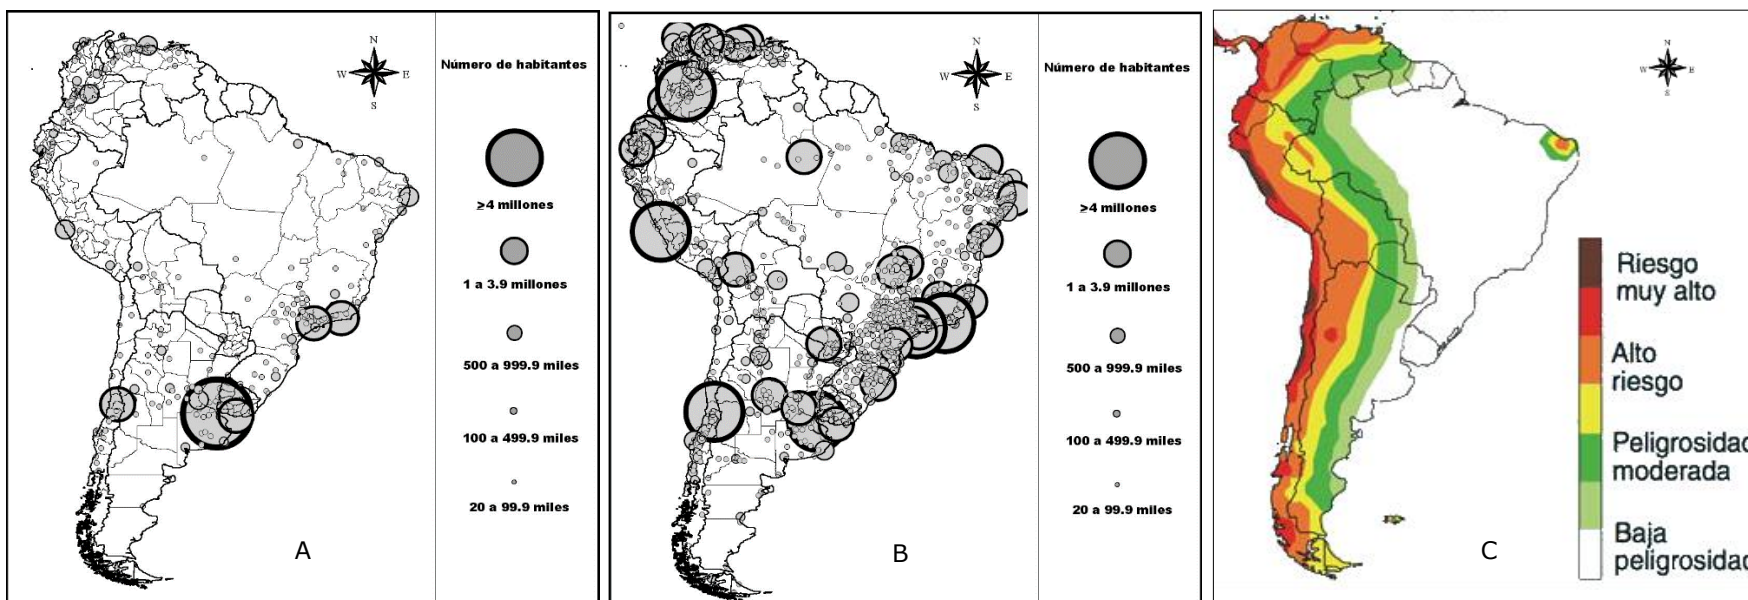 N
W E
S
Número de habitantes
≥4 millones
1 a 3.9 millones
500 a 999.9 miles
100 a 499.9 miles
20 a 99.9 miles
A
N
W E
S
Número de habitantes
≥4 millones
1 a 3.9 millones
500 a 999.9 miles
100 a 499.9 miles
20 a 99.9 miles
B
N
W E
S
Riesgo
muy alto
Alto
riesgo
Peligrosidad
moderada
Baja
peligrosidad
C